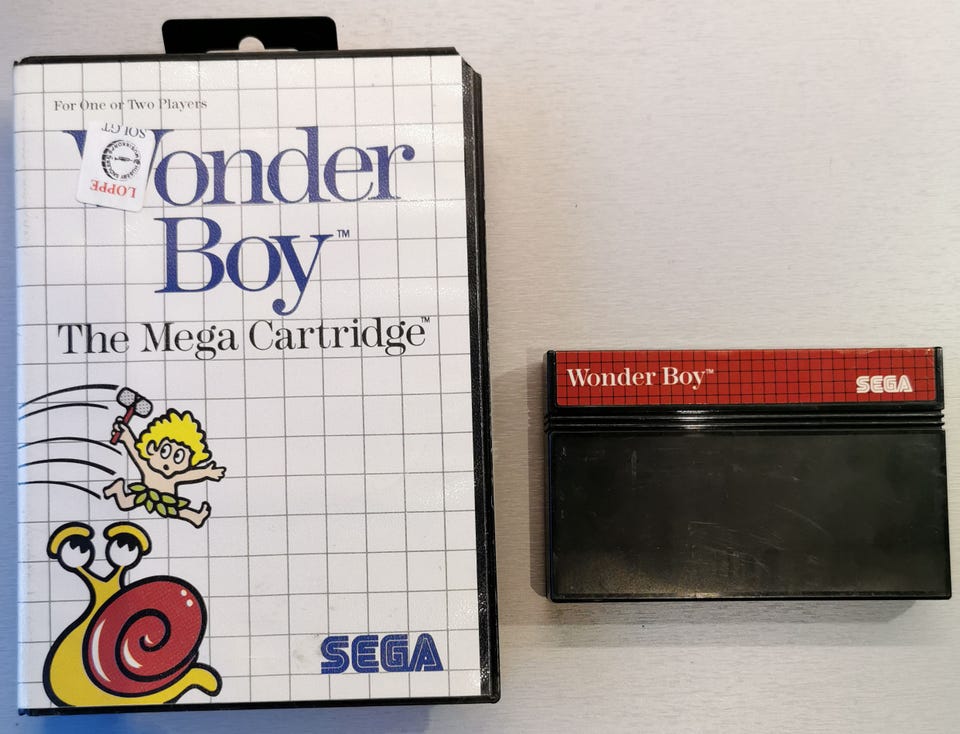 For One or Two Players
Wonder
SOLGT
LOPPE
Boy™
The Mega Cartridge™
SEGA
Wonder Boy™
SEGA